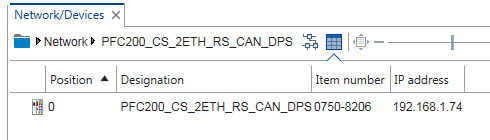 Network/Devices
Network PFC200_CS_2ETH_RS_CAN_DPS
Position Designation Item number IP address
0 PFC200_CS_2ETH_RS_CAN_DPS 0750-8206 192.168.1.74